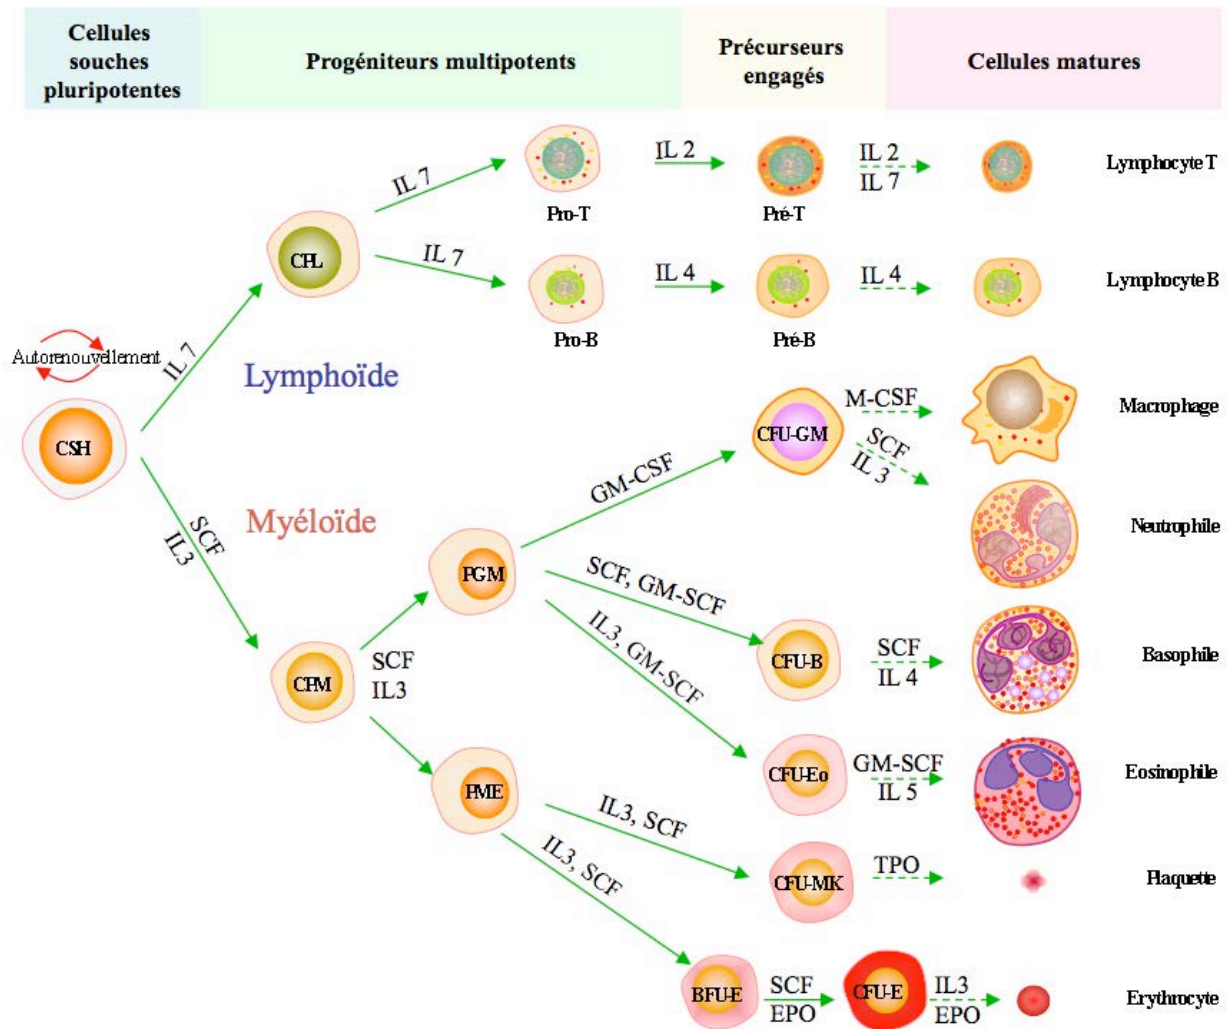 Cellules
souches
pluripotentes
Progéniteurs multipotents
Précurseurs
engagés
Cellules matures
IL 7
Pro-T
IL 2
Pré-T
IL 2
IL 7
Lymphocyte T
CPL
IL 7
Pro-B
IL 4
Pré-B
IL 4
Lymphocyte B
Autorenouvellement
IL 7
Lymphoïde
CSH
SCF
IL3
Myéloïde
GM-CSF
CFU-GM
M-CSF
Macrophage
SCF
IL 3
Neutrophile
PGM
SCF, GM-SCF
CFU-B
SCF
IL 4
Basophile
CPM
SCF
IL3
IL3, GM-SCF
CFU-Eo
GM-SCF
IL 5
Eosinophile
PME
IL3, SCF
CFU-MK
TPO
Plaquette
IL3, SCF
BFU-E
SCF
EPO
CFU-E
IL3
EPO
Erythrocyte